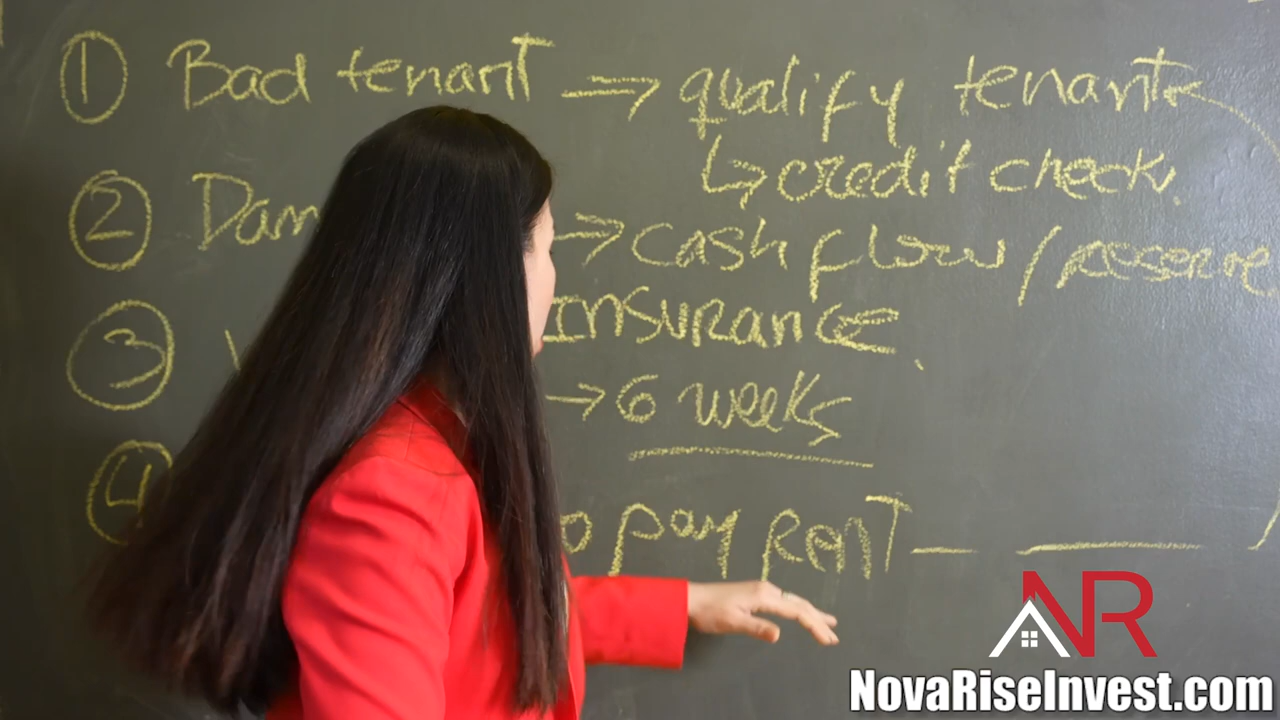 ① Bad tenant → qualify tenants
↳ credit check.
② Dam → cash flow / reserve
Insurance
③ → 6 weeks
④ o pay rent —
NR
NovaRiseInvest.com